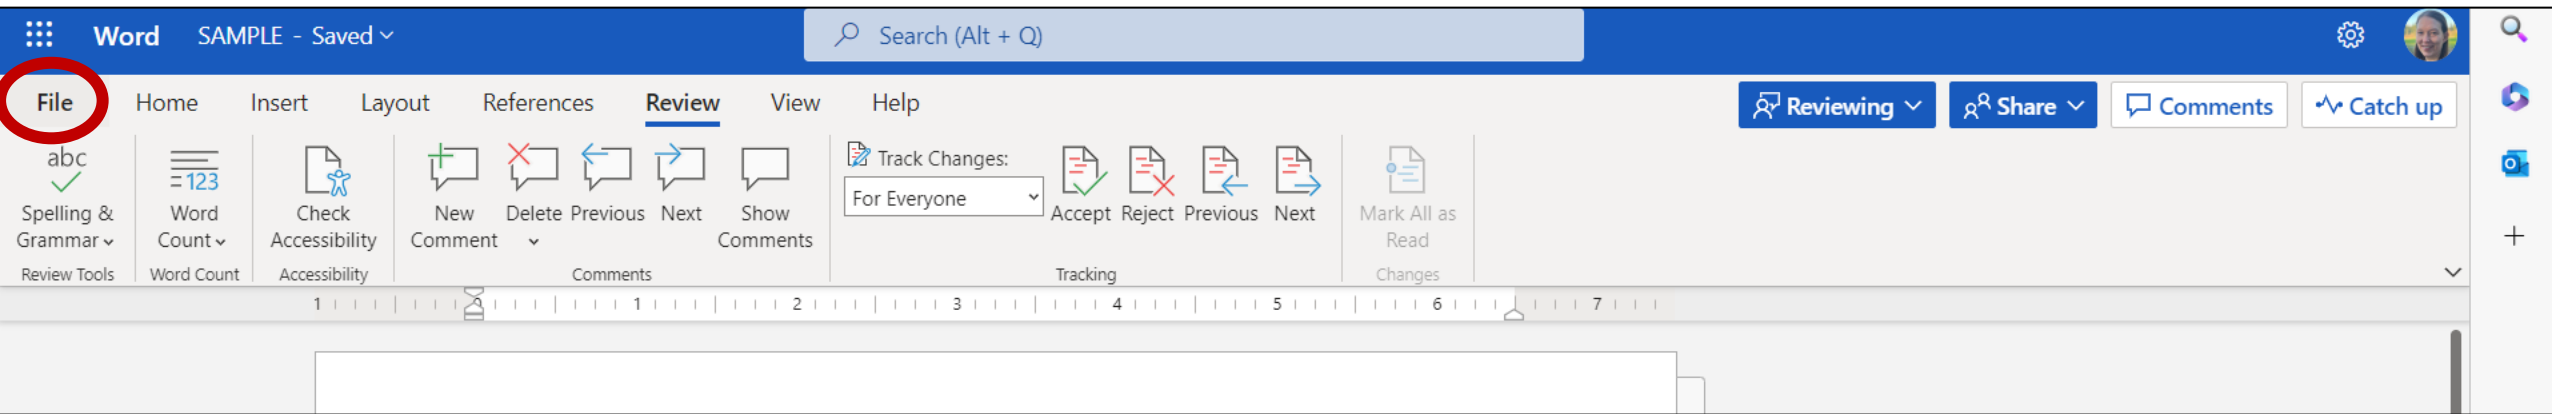 Word SAMPLE - Saved Search (Alt + Q)
File Home Insert Layout References Review View Help Reviewing Share Comments Catch up
abc
Spelling & Grammar
123
Word Count
Check Accessibility
New Comment
Delete
Previous
Next
Show Comments
Track Changes:
For Everyone
Accept
Reject
Previous
Next
Mark All as Read
Review Tools Word Count Accessibility Comments Tracking Changes
1 0 1 2 3 4 5 6 7